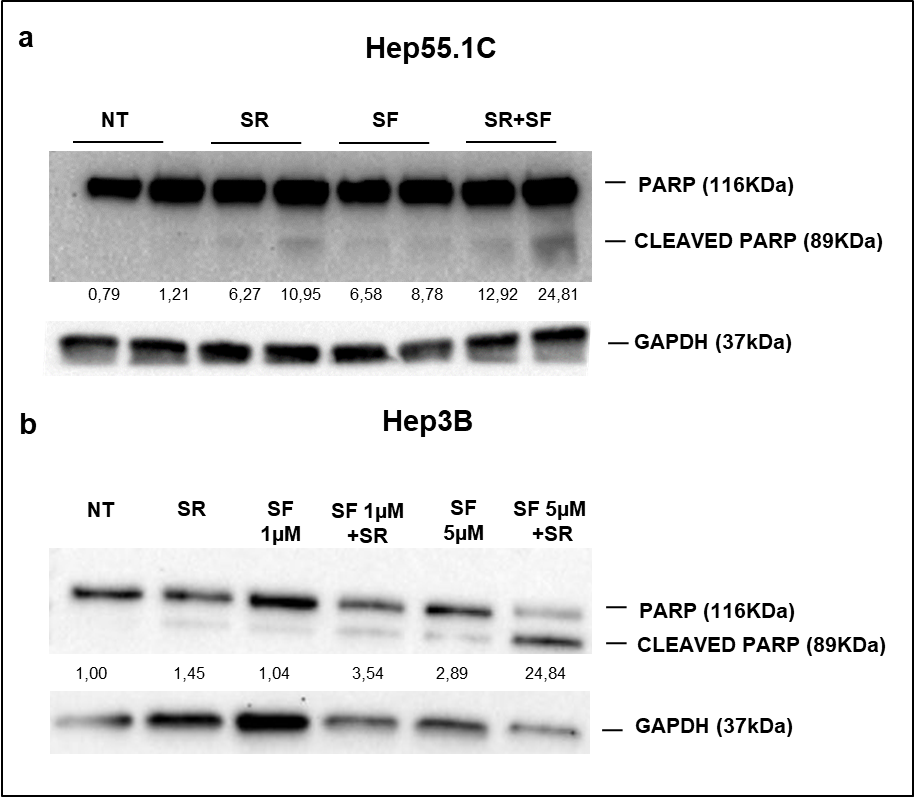 a
Hep55.1C
NT SR SF SR+SF
PARP (116KDa)
CLEAVED PARP (89KDa)
0,79 1,21 6,27 10,95 6,58 8,78 12,92 24,81
GAPDH (37kDa)
b
Hep3B
NT SR SF 1µM SF 1µM +SR SF 5µM SF 5µM +SR
PARP (116KDa)
CLEAVED PARP (89KDa)
1,00 1,45 1,04 3,54 2,89 24,84
GAPDH (37kDa)